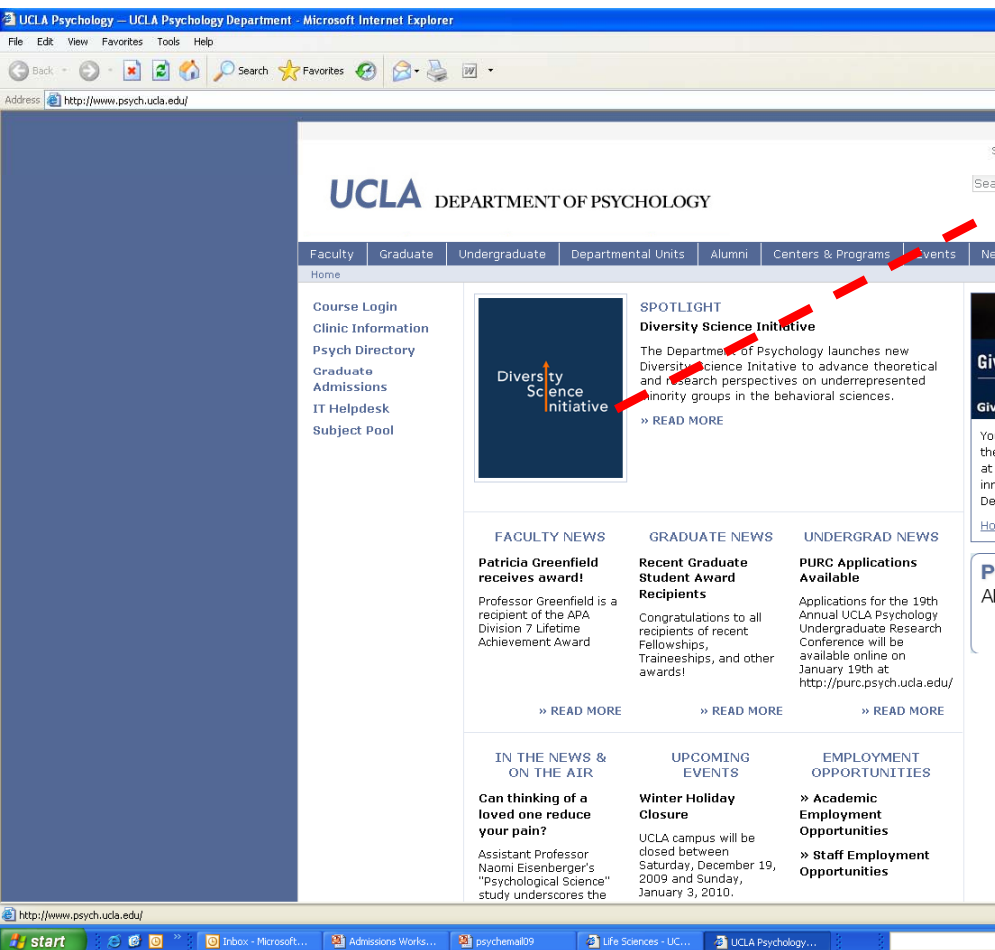 UCLA Psychology — UCLA Psychology Department - Microsoft Internet Explorer
File Edit View Favorites Tools Help
Back Search Favorites
Address http://www.psych.ucla.edu/
UCLA DEPARTMENT OF PSYCHOLOGY
Faculty Graduate Undergraduate Departmental Units Alumni Centers & Programs Events
Home
Course Login
Clinic Information
Psych Directory
Graduate
Admissions
IT Helpdesk
Subject Pool
Diversity
Science
Initiative
SPOTLIGHT
Diversity Science Initiative
The Department of Psychology launches new
Diversity Science Initative to advance theoretical
and research perspectives on underrepresented
minority groups in the behavioral sciences.
» READ MORE
FACULTY NEWS
Patricia Greenfield
receives award!
Professor Greenfield is a
recipient of the APA
Division 7 Lifetime
Achievement Award
» READ MORE
GRADUATE NEWS
Recent Graduate
Student Award
Recipients
Congratulations to all
recipients of recent
Fellowships,
Traineeships, and other
awards!
» READ MORE
UNDERGRAD NEWS
PURC Applications
Available
Applications for the 19th
Annual UCLA Psychology
Undergraduate Research
Conference will be
available online on
January 19th at
http://purc.psych.ucla.edu/
» READ MORE
IN THE NEWS &
ON THE AIR
Can thinking of a
loved one reduce
your pain?
Assistant Professor
Naomi Eisenberger's
"Psychological Science"
study underscores the
UPCOMING
EVENTS
Winter Holiday
Closure
UCLA campus will be
closed between
Saturday, December 19,
2009 and Sunday,
January 3, 2010.
EMPLOYMENT
OPPORTUNITIES
» Academic
Employment
Opportunities
» Staff Employment
Opportunities
http://www.psych.ucla.edu/
start Inbox - Microsoft... Admissions Works... psychemail09 Life Sciences - UC... UCLA Psychology...